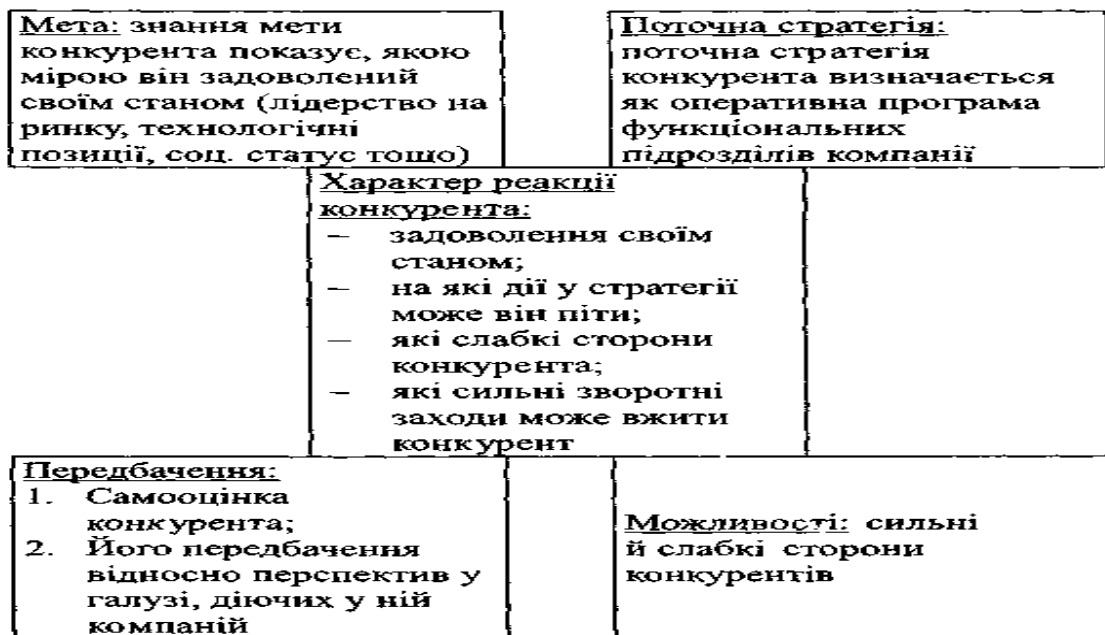 Мета: знання мети
конкурента показує, якою
мірою він задоволений
своїм станом (лідерство на
ринку, технологічні
позиції, соц. статус тошо)
Поточна стратегія:
поточна стратегія
конкурента визначається
як оперативна програма
функціональних
підрозділів компанії
Характер реакції
конкурента:
– задоволення своїм
станом;
– на які дії у стратегії
може він піти;
– які слабкі сторони
конкурента;
– які сильні зворотні
заходи може вжити
конкурент
Передбачення:
1. Самооцінка
конкурента;
2. Його передбачення
відносно перспектив у
галузі, діючих у ній
компаній
Можливості: сильні
й слабкі сторони
конкурентів